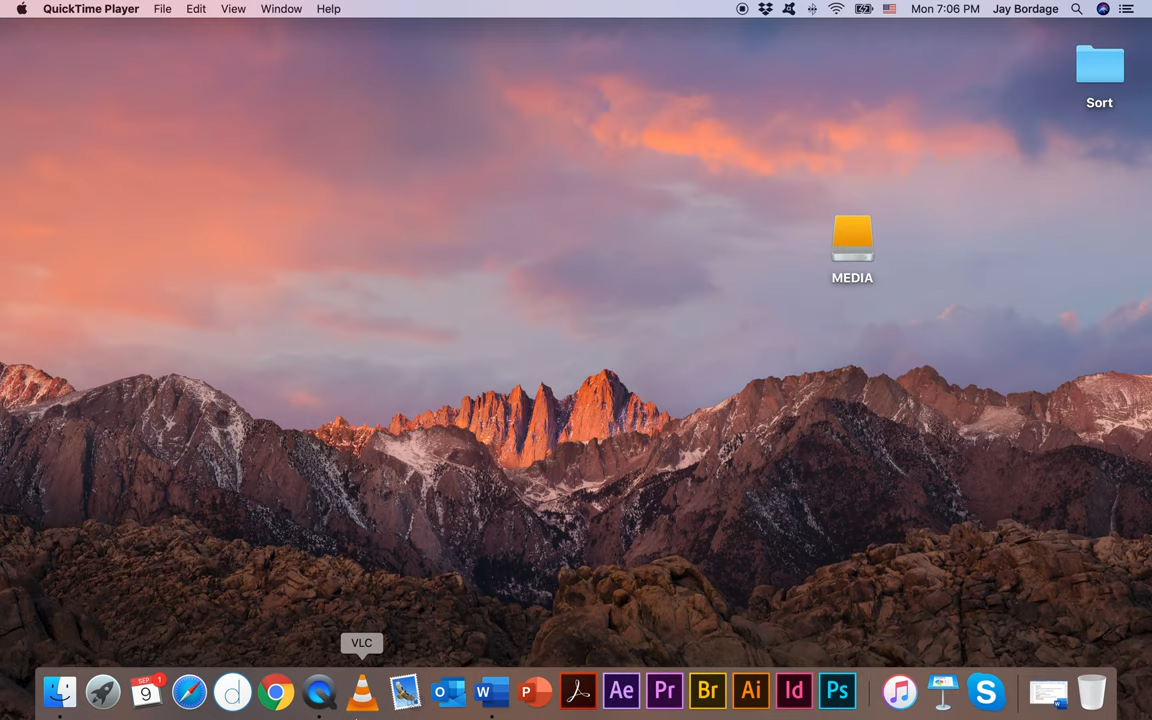 QuickTime Player File Edit View Window Help Mon 7:06 PM Jay Bordage
Sort
MEDIA
VLC
SEP 1
9
d
O W P Ae Pr Br Ai Id Ps S
W